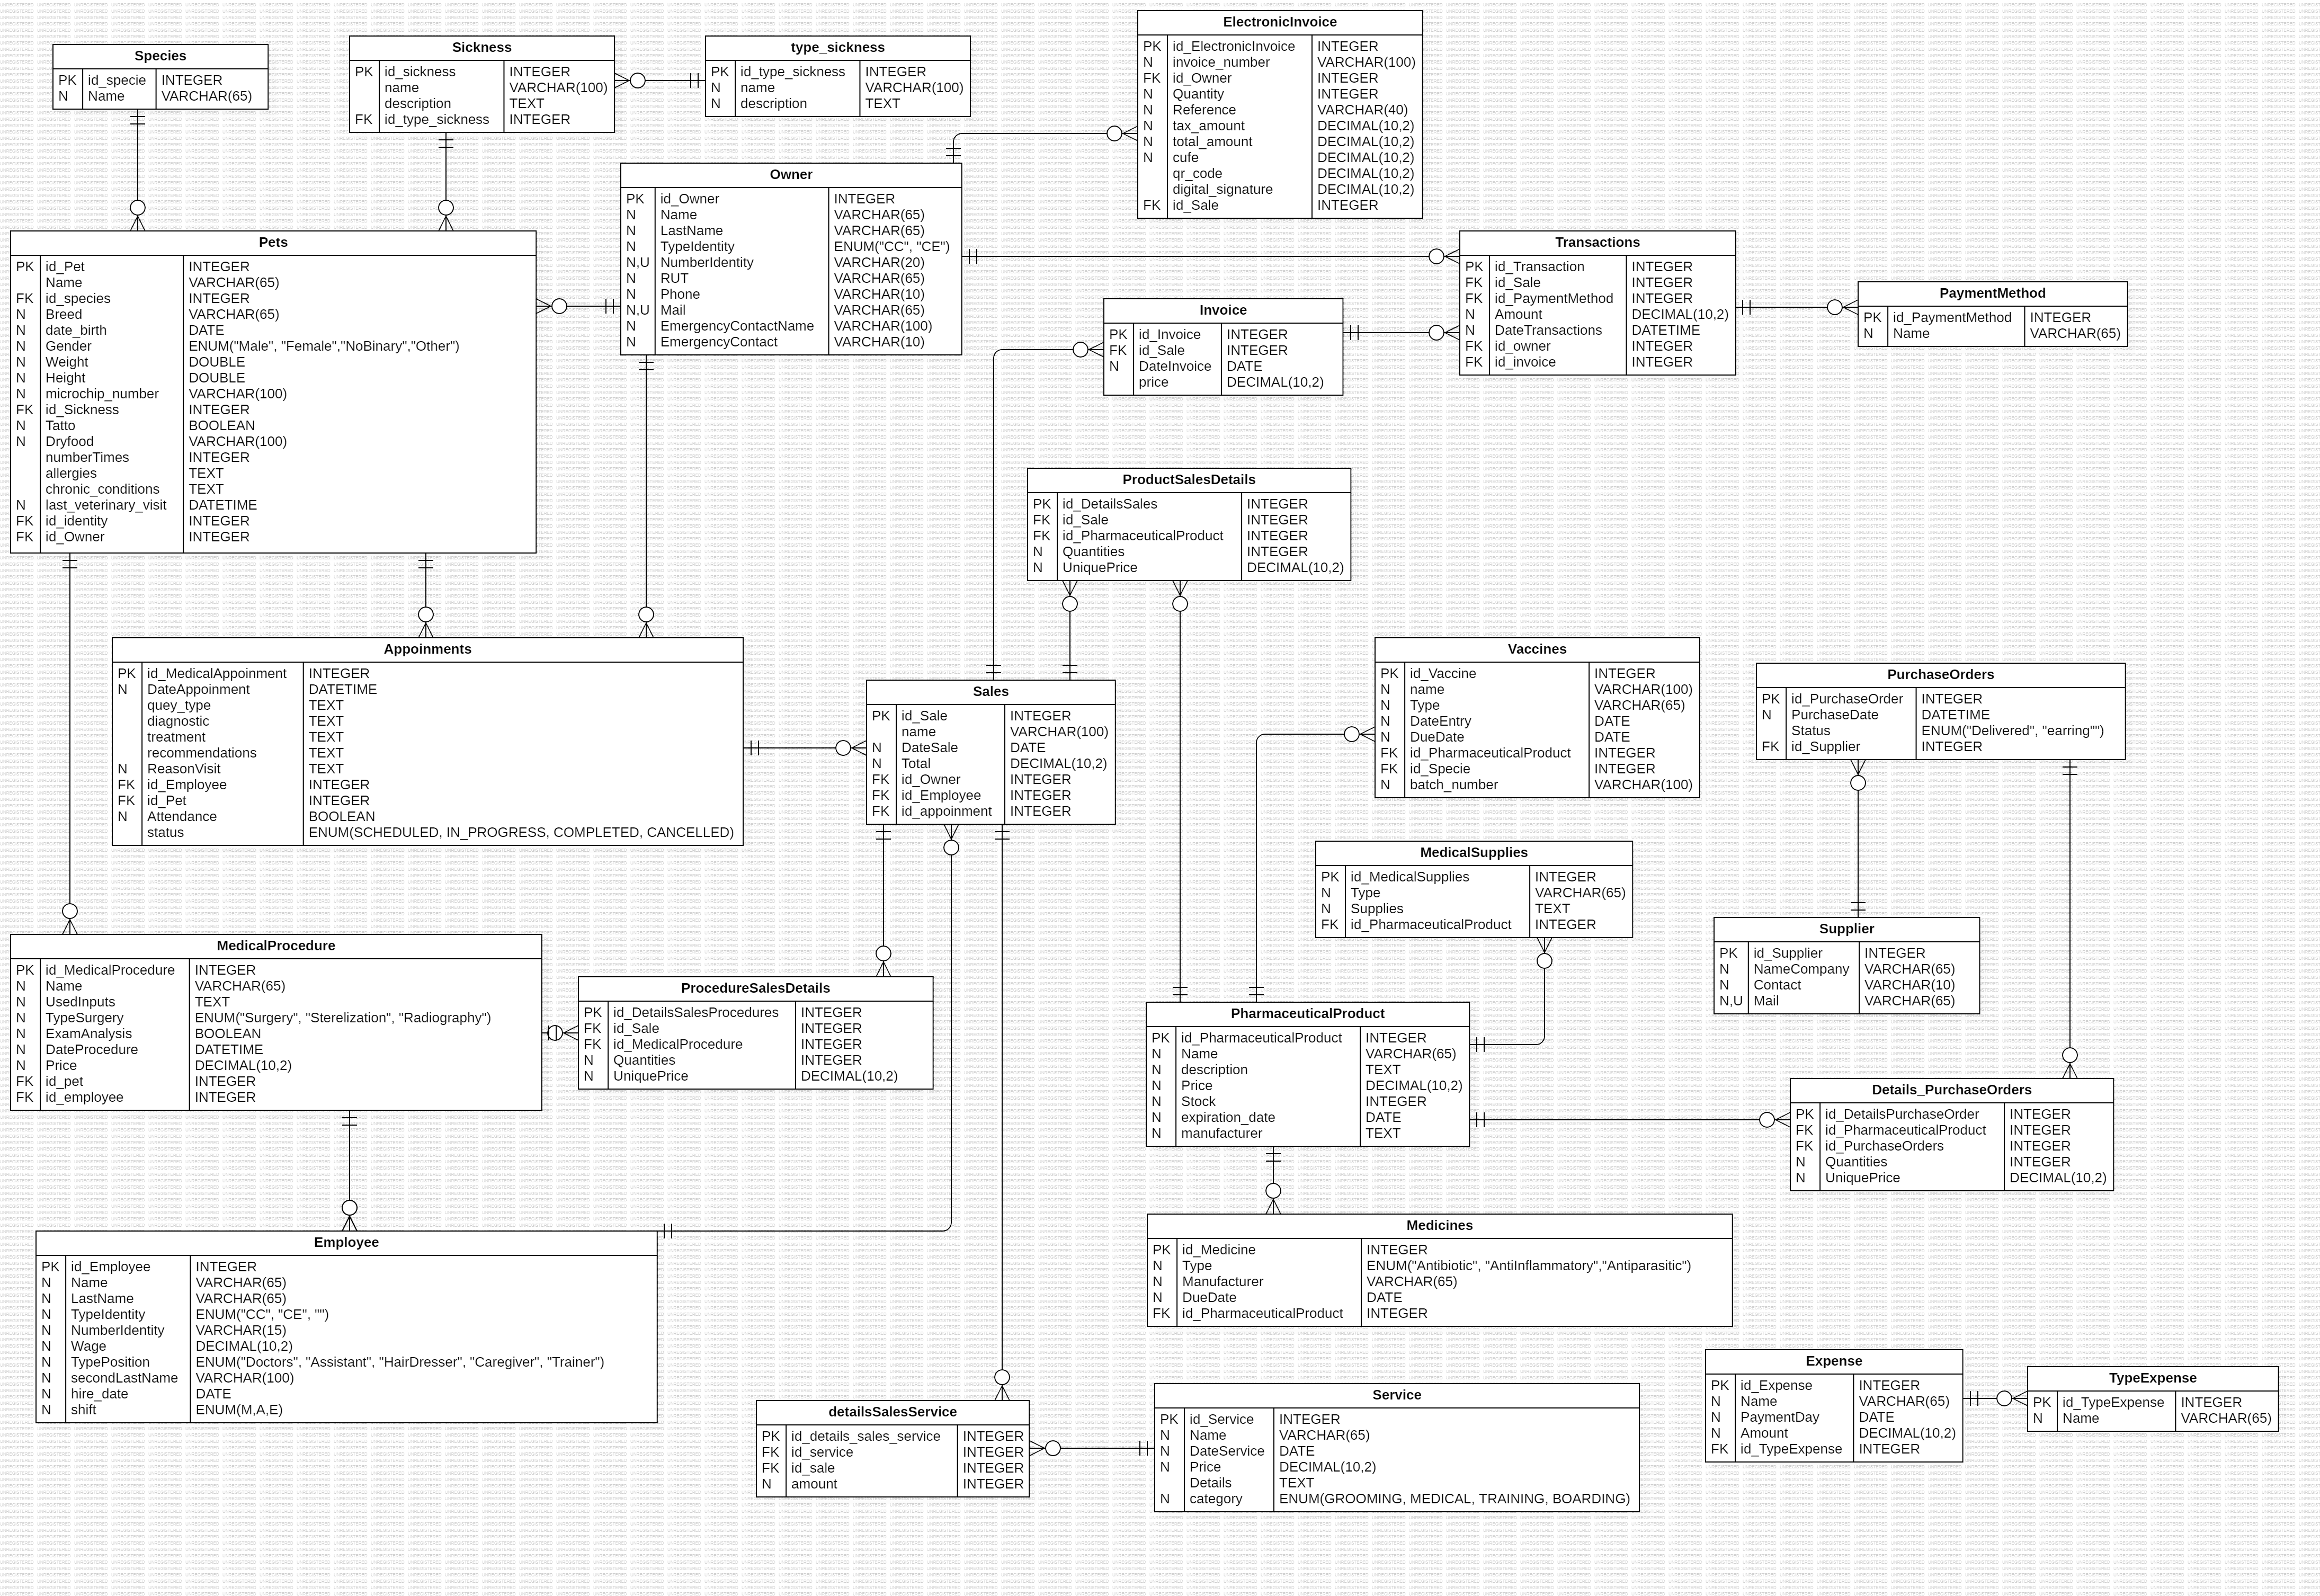 Species
PK id_specie INTEGER
N Name VARCHAR(65)
Sickness
PK id_sickness INTEGER
name VARCHAR(100)
description TEXT
FK id_type_sickness INTEGER
type_sickness
PK id_type_sickness INTEGER
N name VARCHAR(100)
N description TEXT
ElectronicInvoice
PK id_ElectronicInvoice INTEGER
N invoice_number VARCHAR(100)
FK id_Owner INTEGER
N Quantity INTEGER
N Reference VARCHAR(40)
N tax_amount DECIMAL(10,2)
N total_amount DECIMAL(10,2)
N cufe DECIMAL(10,2)
qr_code DECIMAL(10,2)
digital_signature DECIMAL(10,2)
FK id_Sale INTEGER
Owner
PK id_Owner INTEGER
N Name VARCHAR(65)
N LastName VARCHAR(65)
N TypeIdentity ENUM("CC", "CE")
N,U NumberIdentity VARCHAR(20)
N RUT VARCHAR(65)
N Phone VARCHAR(10)
N,U Mail VARCHAR(65)
N EmergencyContactName VARCHAR(100)
N EmergencyContact VARCHAR(10)
Pets
PK id_Pet INTEGER
Name VARCHAR(65)
FK id_species INTEGER
N Breed VARCHAR(65)
N date_birth DATE
N Gender ENUM("Male", "Female","NoBinary","Other")
N Weight DOUBLE
N Height DOUBLE
N microchip_number VARCHAR(100)
FK id_Sickness INTEGER
N Tatto BOOLEAN
N Dryfood VARCHAR(100)
numberTimes INTEGER
allergies TEXT
chronic_conditions TEXT
N last_veterinary_visit DATETIME
FK id_identity INTEGER
FK id_Owner INTEGER
Transactions
PK id_Transaction INTEGER
FK id_Sale INTEGER
FK id_PaymentMethod INTEGER
N Amount DECIMAL(10,2)
N DateTransactions DATETIME
FK id_owner INTEGER
FK id_invoice INTEGER
PaymentMethod
PK id_PaymentMethod INTEGER
N Name VARCHAR(65)
Invoice
PK id_Invoice INTEGER
FK id_Sale INTEGER
N DateInvoice DATE
price DECIMAL(10,2)
ProductSalesDetails
PK id_DetailsSales INTEGER
FK id_Sale INTEGER
FK id_PharmaceuticalProduct INTEGER
N Quantities INTEGER
N UniquePrice DECIMAL(10,2)
Appoinments
PK id_MedicalAppoinment INTEGER
N DateAppoinment DATETIME
quey_type TEXT
diagnostic TEXT
treatment TEXT
recommendations TEXT
N ReasonVisit TEXT
FK id_Employee INTEGER
FK id_Pet INTEGER
N Attendance BOOLEAN
status ENUM(SCHEDULED, IN_PROGRESS, COMPLETED, CANCELLED)
Sales
PK id_Sale INTEGER
name VARCHAR(100)
N DateSale DATE
N Total DECIMAL(10,2)
FK id_Owner INTEGER
FK id_Employee INTEGER
FK id_appoinment INTEGER
Vaccines
PK id_Vaccine INTEGER
N name VARCHAR(100)
N Type VARCHAR(65)
N DateEntry DATE
N DueDate DATE
FK id_PharmaceuticalProduct INTEGER
FK id_Specie INTEGER
N batch_number VARCHAR(100)
PurchaseOrders
PK id_PurchaseOrder INTEGER
N PurchaseDate DATETIME
Status ENUM("Delivered", "earring"")
FK id_Supplier INTEGER
MedicalSupplies
PK id_MedicalSupplies INTEGER
N Type VARCHAR(65)
N Supplies TEXT
FK id_PharmaceuticalProduct INTEGER
Supplier
PK id_Supplier INTEGER
N NameCompany VARCHAR(65)
N Contact VARCHAR(10)
N,U Mail VARCHAR(65)
MedicalProcedure
PK id_MedicalProcedure INTEGER
N Name VARCHAR(65)
N UsedInputs TEXT
N TypeSurgery ENUM("Surgery", "Sterelization", "Radiography")
N ExamAnalysis BOOLEAN
N DateProcedure DATETIME
N Price DECIMAL(10,2)
FK id_pet INTEGER
FK id_employee INTEGER
ProcedureSalesDetails
PK id_DetailsSalesProcedures INTEGER
FK id_Sale INTEGER
FK id_MedicalProcedure INTEGER
N Quantities INTEGER
N UniquePrice DECIMAL(10,2)
PharmaceuticalProduct
PK id_PharmaceuticalProduct INTEGER
N Name VARCHAR(65)
N description TEXT
N Price DECIMAL(10,2)
N Stock INTEGER
N expiration_date DATE
N manufacturer TEXT
Details_PurchaseOrders
PK id_DetailsPurchaseOrder INTEGER
FK id_PharmaceuticalProduct INTEGER
FK id_PurchaseOrders INTEGER
N Quantities INTEGER
N UniquePrice DECIMAL(10,2)
Employee
PK id_Employee INTEGER
N Name VARCHAR(65)
N LastName VARCHAR(65)
N TypeIdentity ENUM("CC", "CE", "")
N NumberIdentity VARCHAR(15)
N Wage DECIMAL(10,2)
N TypePosition ENUM("Doctors", "Assistant", "HairDresser", "Caregiver", "Trainer")
N secondLastName VARCHAR(100)
N hire_date DATE
N shift ENUM(M,A,E)
Medicines
PK id_Medicine INTEGER
N Type ENUM("Antibiotic", "AntiInflammatory","Antiparasitic")
N Manufacturer VARCHAR(65)
N DueDate DATE
FK id_PharmaceuticalProduct INTEGER
detailsSalesService
PK id_details_sales_service INTEGER
FK id_service INTEGER
FK id_sale INTEGER
N amount INTEGER
Service
PK id_Service INTEGER
N Name VARCHAR(65)
N DateService DATE
N Price DECIMAL(10,2)
Details TEXT
N category ENUM(GROOMING, MEDICAL, TRAINING, BOARDING)
Expense
PK id_Expense INTEGER
N Name VARCHAR(65)
N PaymentDay DATE
N Amount DECIMAL(10,2)
FK id_TypeExpense INTEGER
TypeExpense
PK id_TypeExpense INTEGER
N Name VARCHAR(65)